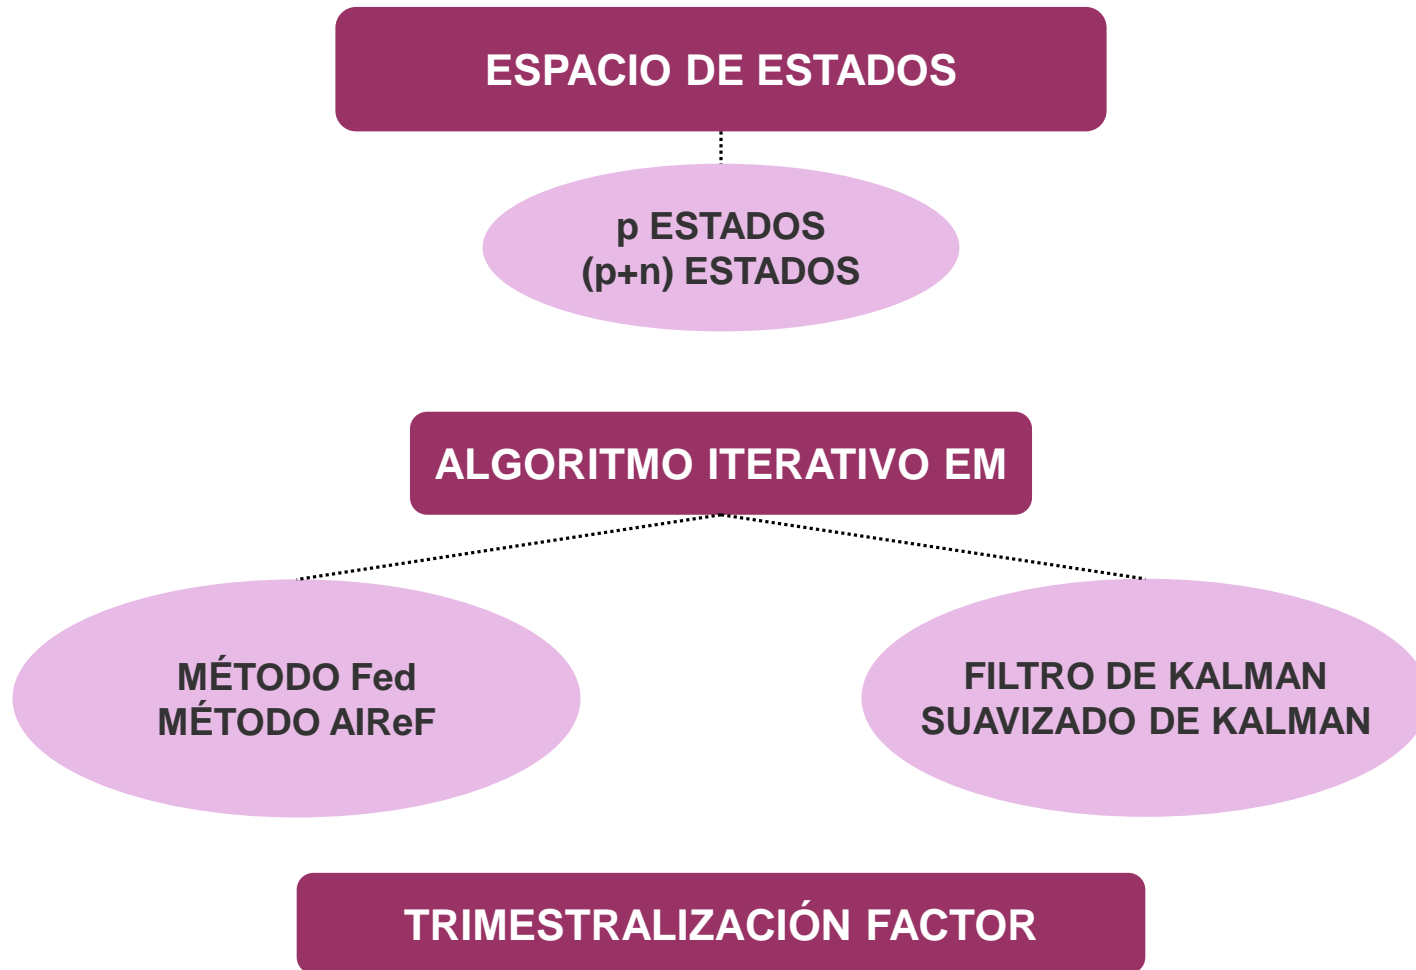 ESPACIO DE ESTADOS
p ESTADOS
(p+n) ESTADOS
ALGORITMO ITERATIVO EM
MÉTODO Fed
MÉTODO AIReF
FILTRO DE KALMAN
SUAVIZADO DE KALMAN
TRIMESTRALIZACIÓN FACTOR